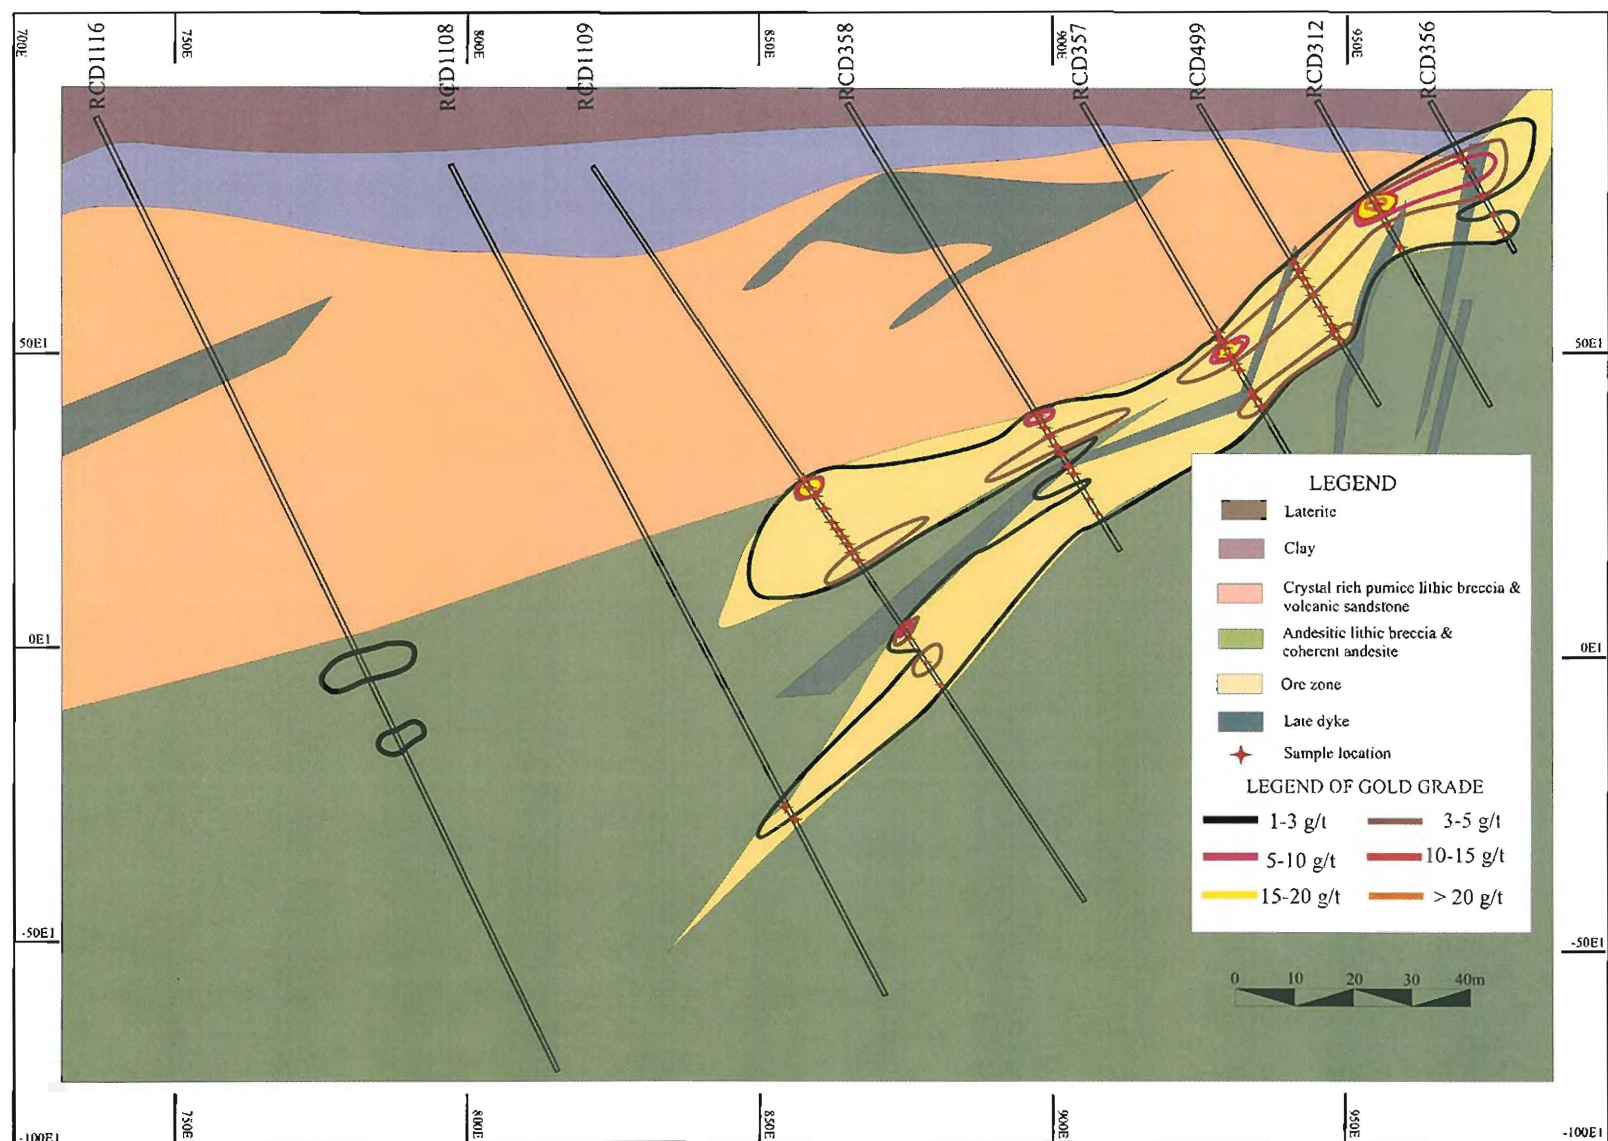 700E
750E
800E
850E
900E
950E
RCD1116
RCD1108
RCD1109
RCD358
RCD357
RCD499
RCD312
RCD356
50E1
50E1
0E1
0E1
-50E1
-50E1
-100E1
-100E1
LEGEND
Laterite
Clay
Crystal rich pumice lithic breccia &
volcanic sandstone
Andesitic lithic breccia &
coherent andesite
Ore zone
Late dyke
Sample location
LEGEND OF GOLD GRADE
1-3 g/t 3-5 g/t
5-10 g/t 10-15 g/t
15-20 g/t > 20 g/t
0 10 20 30 40m
750E
800E
850E
900E
950E